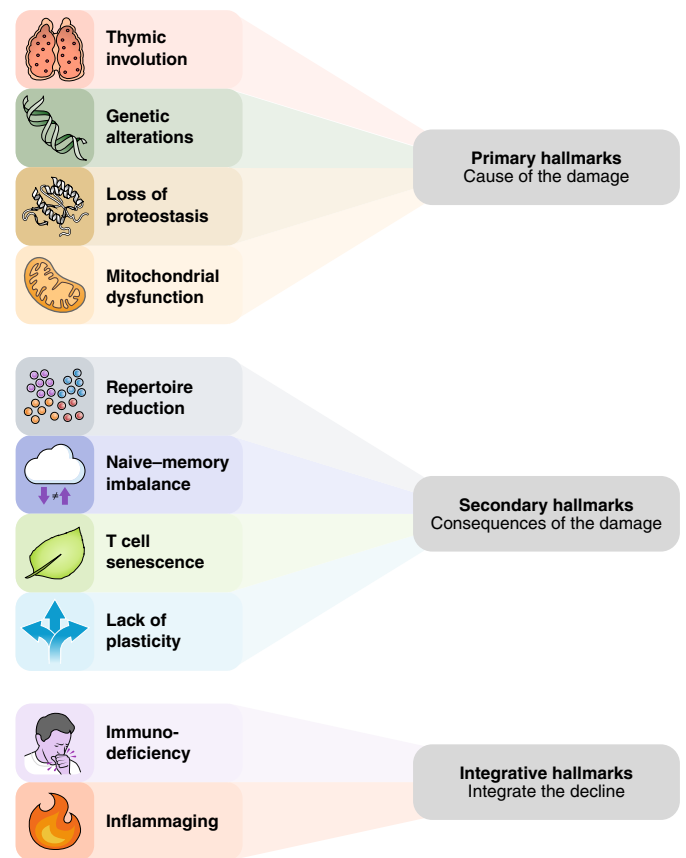 Thymic
involution
Genetic
alterations
Primary hallmarks
Cause of the damage
Loss of
proteostasis
Mitochondrial
dysfunction
Repertoire
reduction
Naive–memory
imbalance
≠
Secondary hallmarks
Consequences of the damage
T cell
senescence
Lack of
plasticity
Immuno-
deficiency
Integrative hallmarks
Integrate the decline
Inflammaging